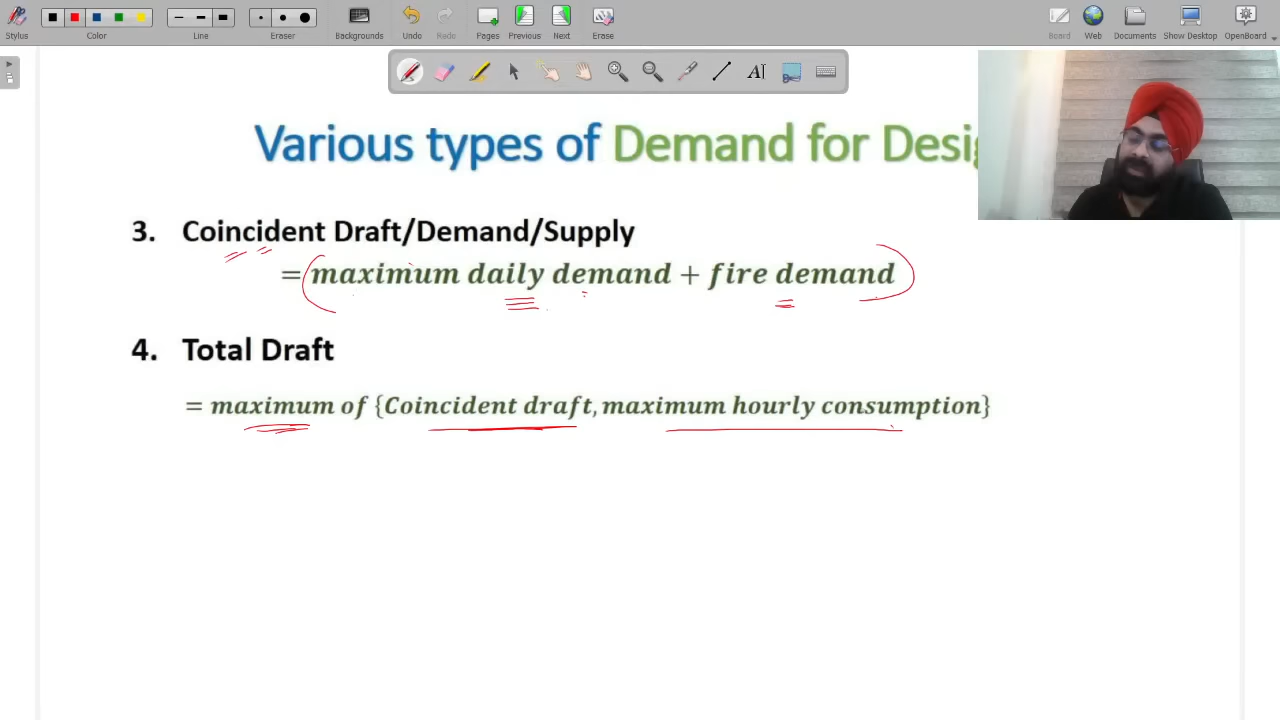 Stylus
Color
Line
Eraser
Backgrounds
Undo
Redo
Pages
Previous
Next
Erase
Board
Web
Documents
Show Desktop
OpenBoard
Various types of Demand for Desi
3. Coincident Draft/Demand/Supply
= (maximum daily demand + fire demand)
4. Total Draft
= maximum of {Coincident draft, maximum hourly consumption}